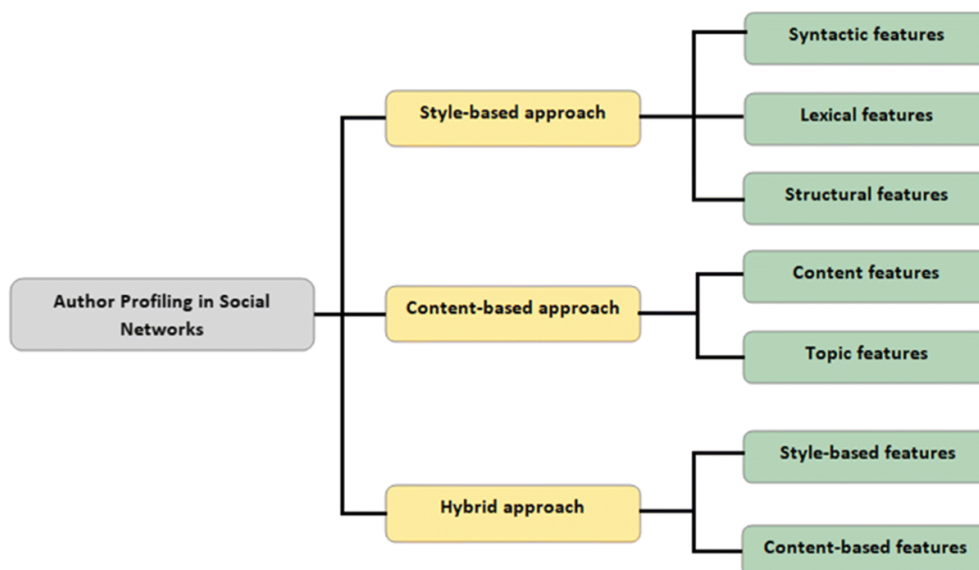 Syntactic features
Style-based approach
Lexical features
Structural features
Author Profiling in Social
Networks
Content-based approach
Content features
Topic features
Hybrid approach
Style-based features
Content-based features